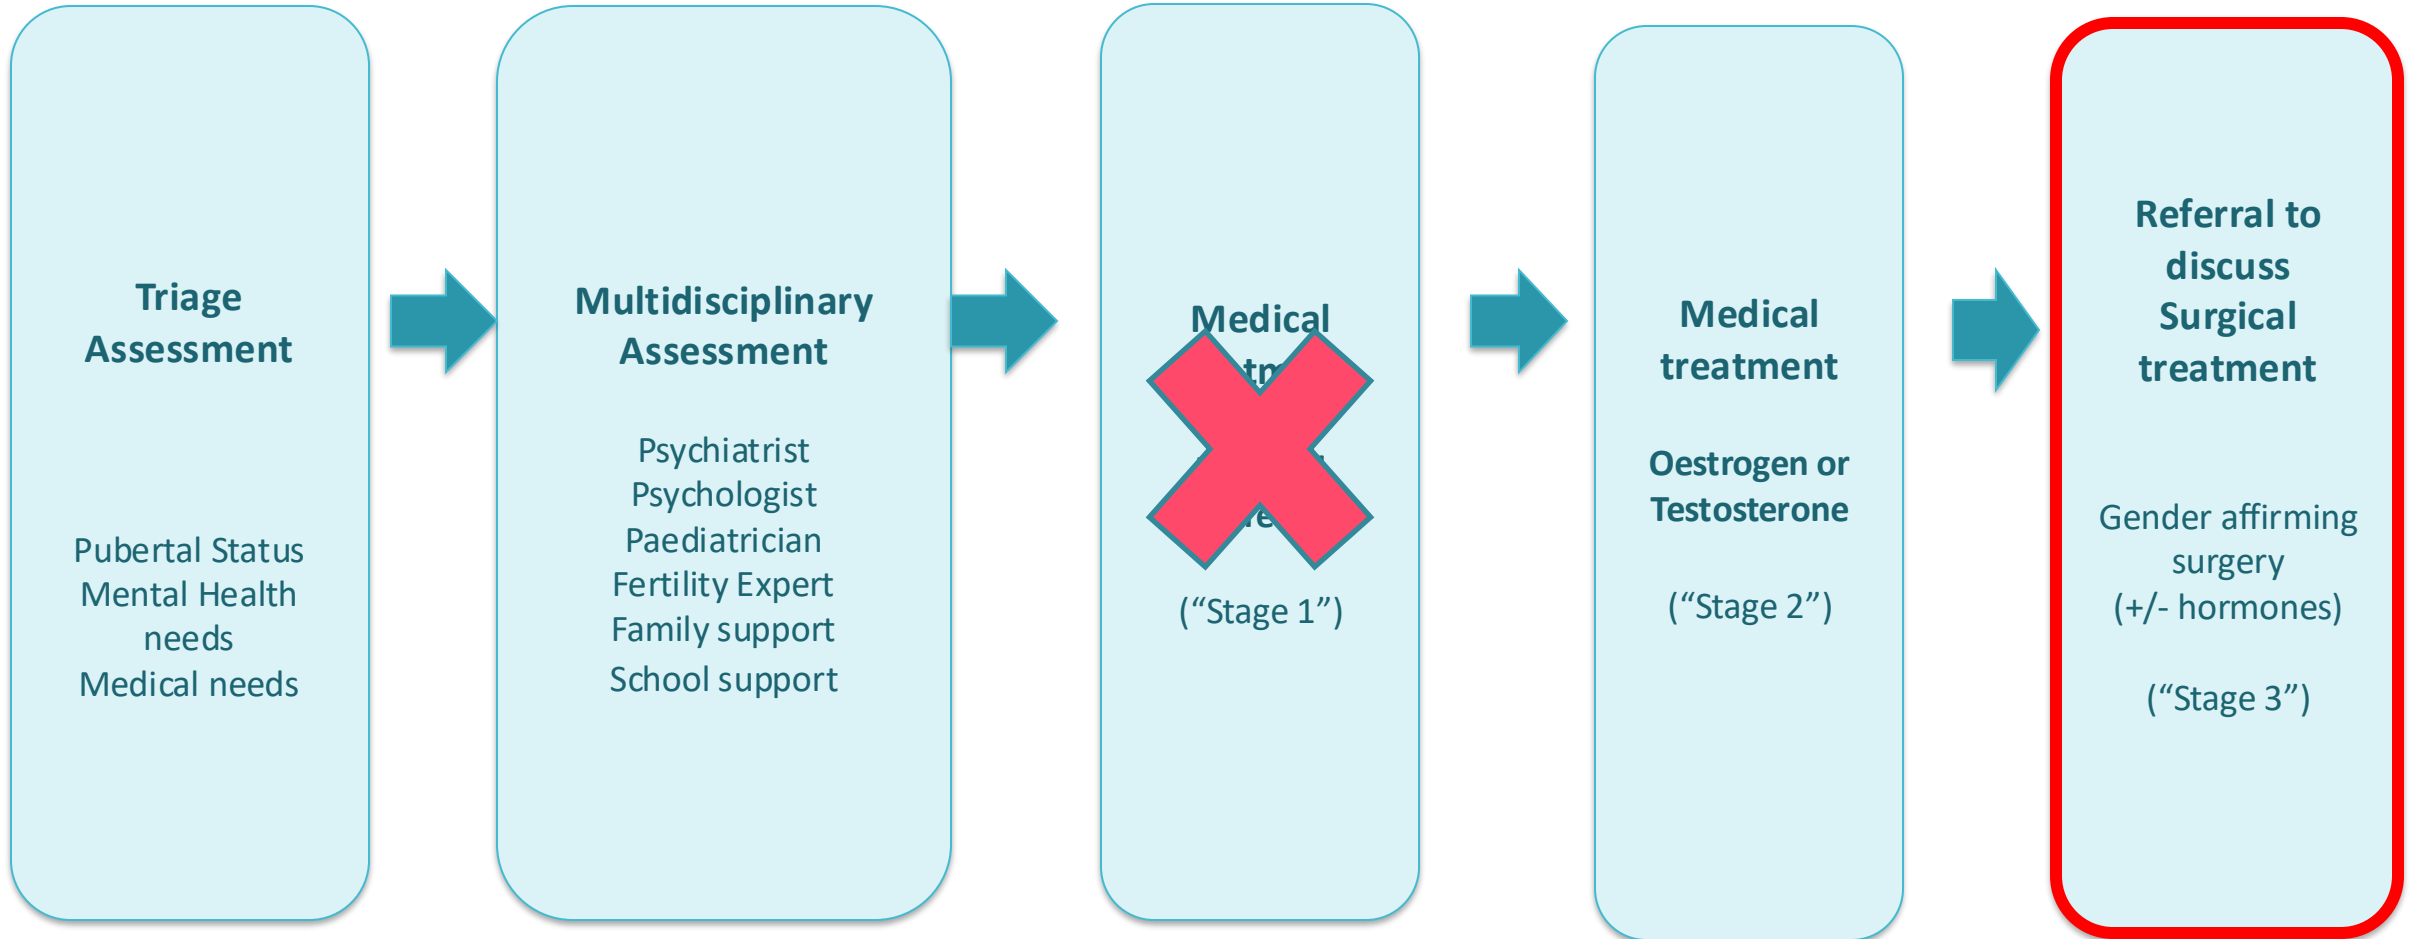 Triage
Assessment
Pubertal Status
Mental Health
needs
Medical needs
Multidisciplinary
Assessment
Psychiatrist
Psychologist
Paediatrician
Fertility Expert
Family support
School support
Medical
(“Stage 1”)
Medical
treatment
Oestrogen or
Testosterone
(“Stage 2”)
Referral to
discuss
Surgical
treatment
Gender affirming
surgery
(+/- hormones)
(“Stage 3”)